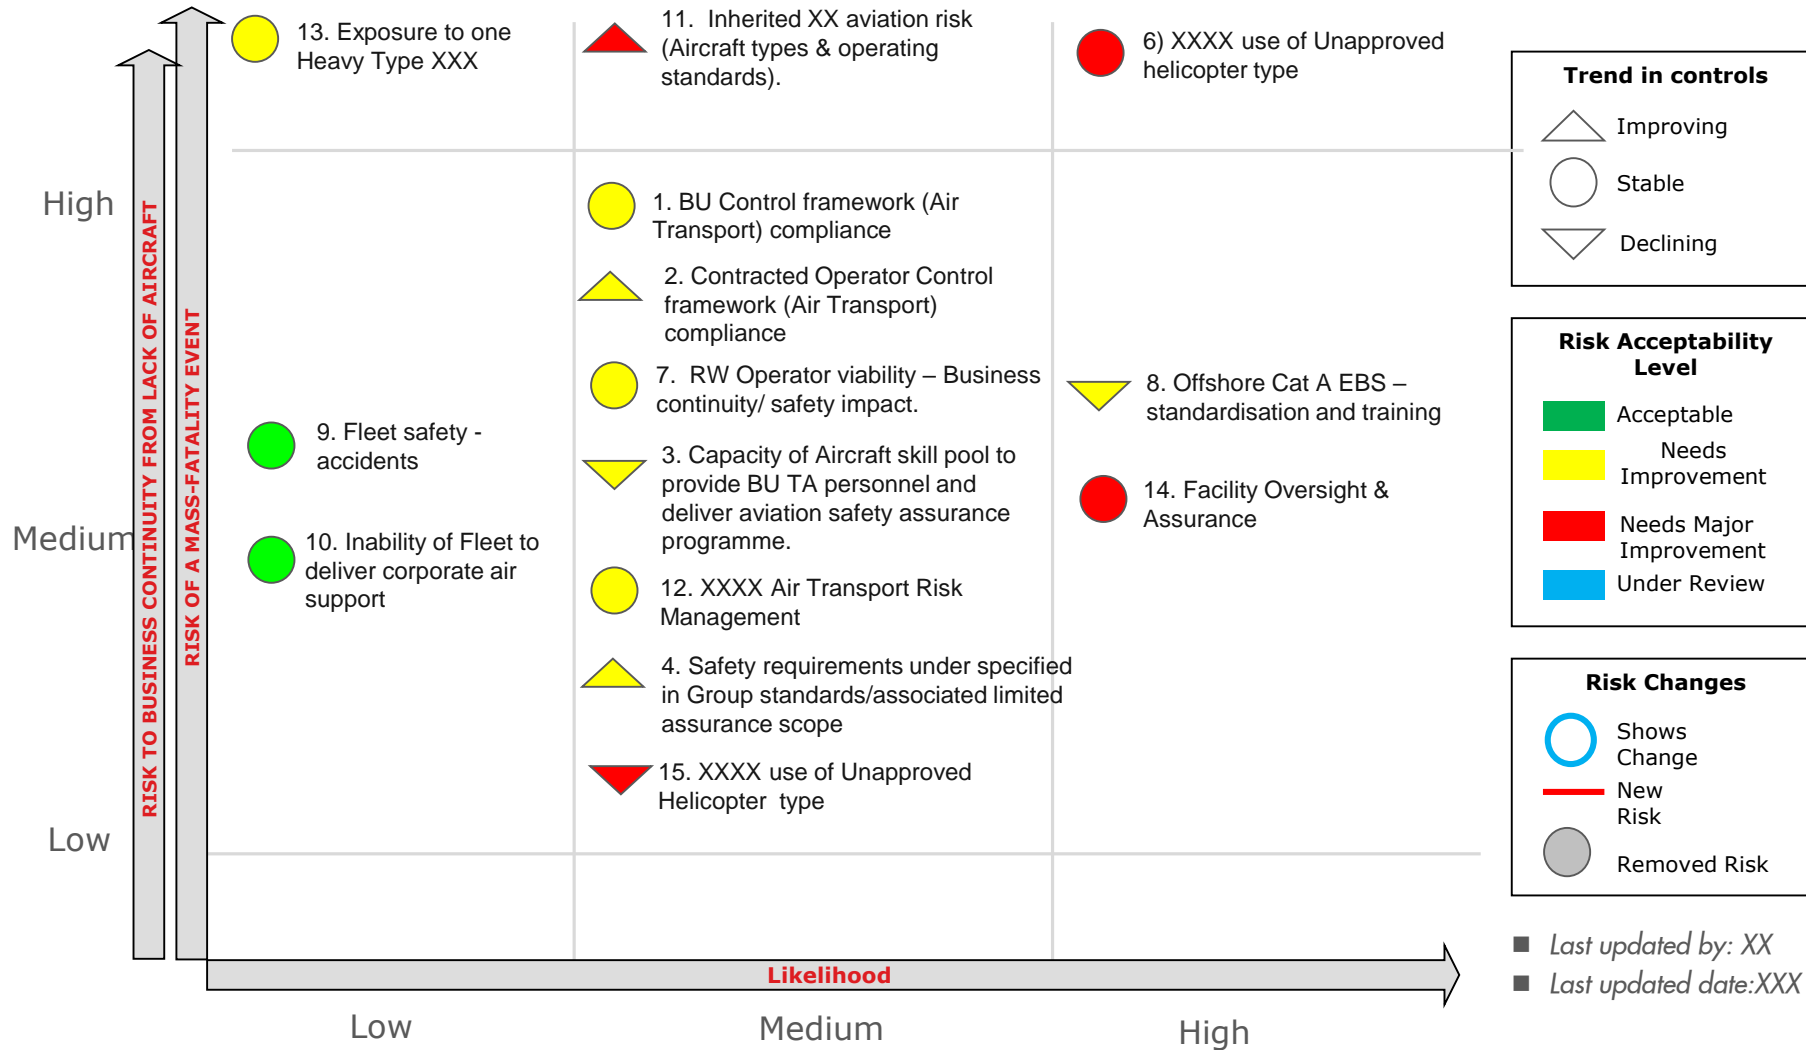 13. Exposure to one
Heavy Type XXX
11.  Inherited XX aviation risk
(Aircraft types & operating
standards).
6) XXXX use of Unapproved
helicopter type
High
Medium
Low
RISK TO BUSINESS CONTINUITY FROM LACK OF AIRCRAFT
RISK OF A MASS-FATALITY EVENT
1. BU Control framework (Air
Transport) compliance
2. Contracted Operator Control
framework (Air Transport)
compliance
7.  RW Operator viability – Business
continuity/ safety impact.
3. Capacity of Aircraft skill pool to
provide BU TA personnel and
deliver aviation safety assurance
programme.
12. XXXX Air Transport Risk
Management
4. Safety requirements under specified
in Group standards/associated limited
assurance scope
15. XXXX use of Unapproved
Helicopter  type
9. Fleet safety -
accidents
10. Inability of Fleet to
deliver corporate air
support
8. Offshore Cat A EBS –
standardisation and training
14. Facility Oversight &
Assurance
Likelihood
Low
Medium
High
Trend in controls
Improving
Stable
Declining
Risk Acceptability
Level
Acceptable
Needs
Improvement
Needs Major
Improvement
Under Review
Risk Changes
Shows
Change
New
Risk
Removed Risk
■ Last updated by: XX
■ Last updated date:XXX